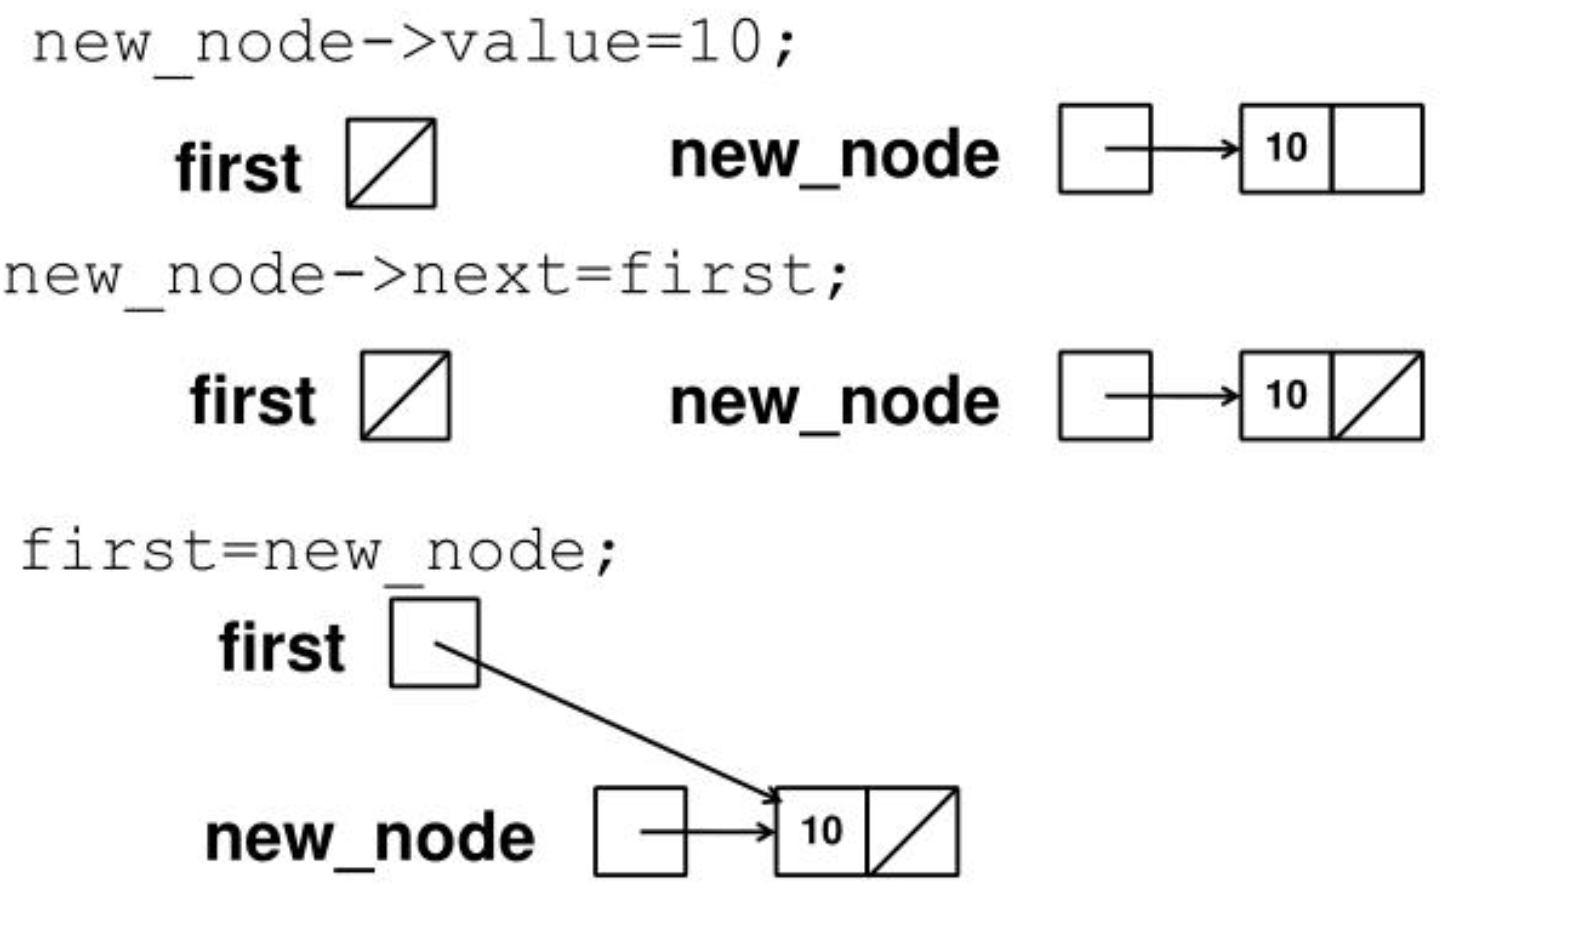 new_node->value=10;
first new_node 10
new_node->next=first;
first new_node 10
first=new_node;
first
new_node 10